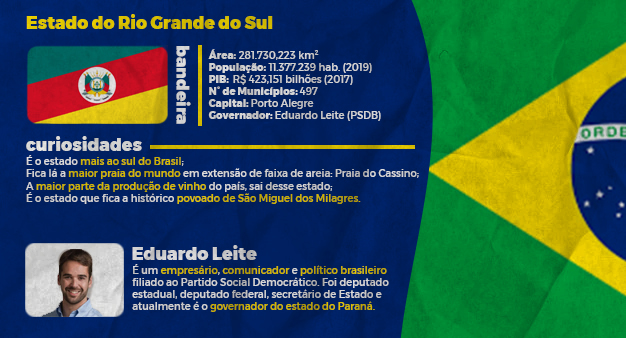 Estado do Rio Grande do Sul
bandeira
Área: 281.730,223 km²
População: 11.377.239 hab. (2019)
PIB: R$ 423,151 bilhões (2017)
N° de Municípios: 497
Capital: Porto Alegre
Governador: Eduardo Leite (PSDB)
curiosidades
É o estado mais ao sul do Brasil;
Fica lá a maior praia do mundo em extensão de faixa de areia: Praia do Cassino;
A maior parte da produção de vinho do país, sai desse estado;
É o estado que fica a histórico povoado de São Miguel dos Milagres.
Eduardo Leite
É um empresário, comunicador e político brasileiro
filiado ao Partido Social Democrático. Foi deputado
estadual, deputado federal, secretário de Estado e
atualmente é o governador do estado do Paraná.
ORDE